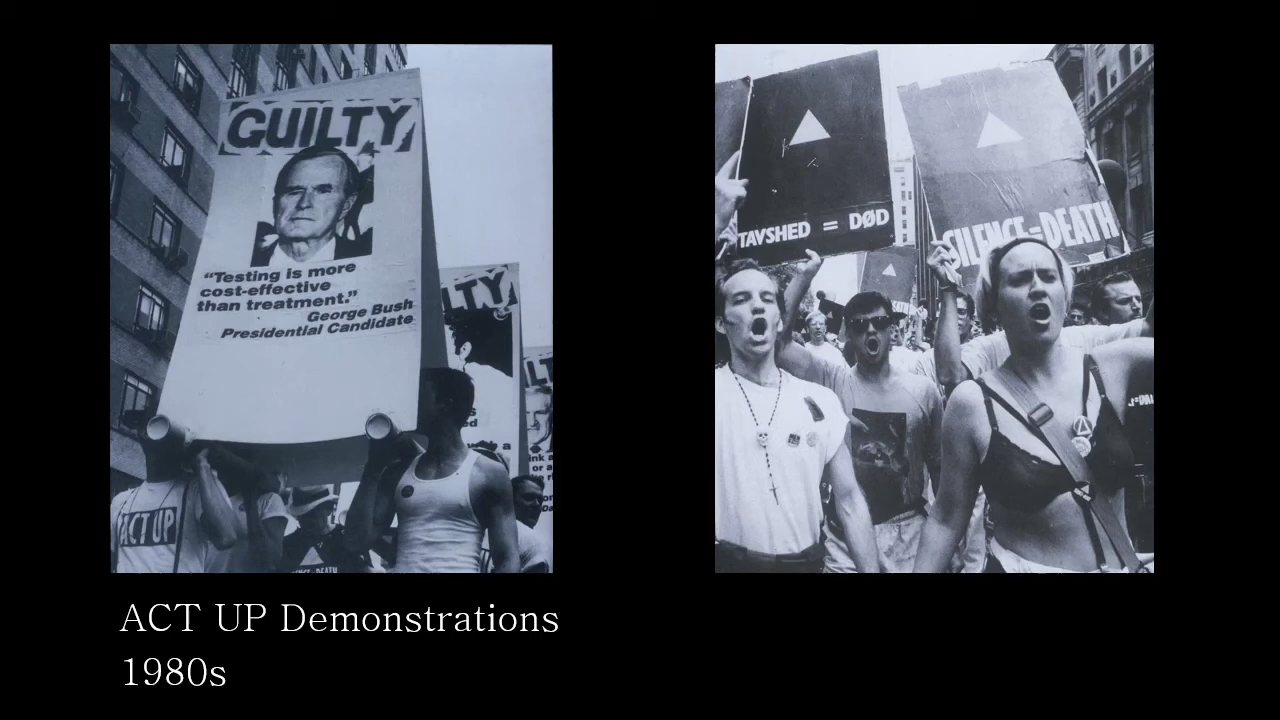 GUILTY
"Testing is more
cost-effective
than treatment."
George Bush
Presidential Candidate
LTY
ACT UP
TAVSHED = DØD
SILENCE=DEATH
ACT UP Demonstrations
1980s